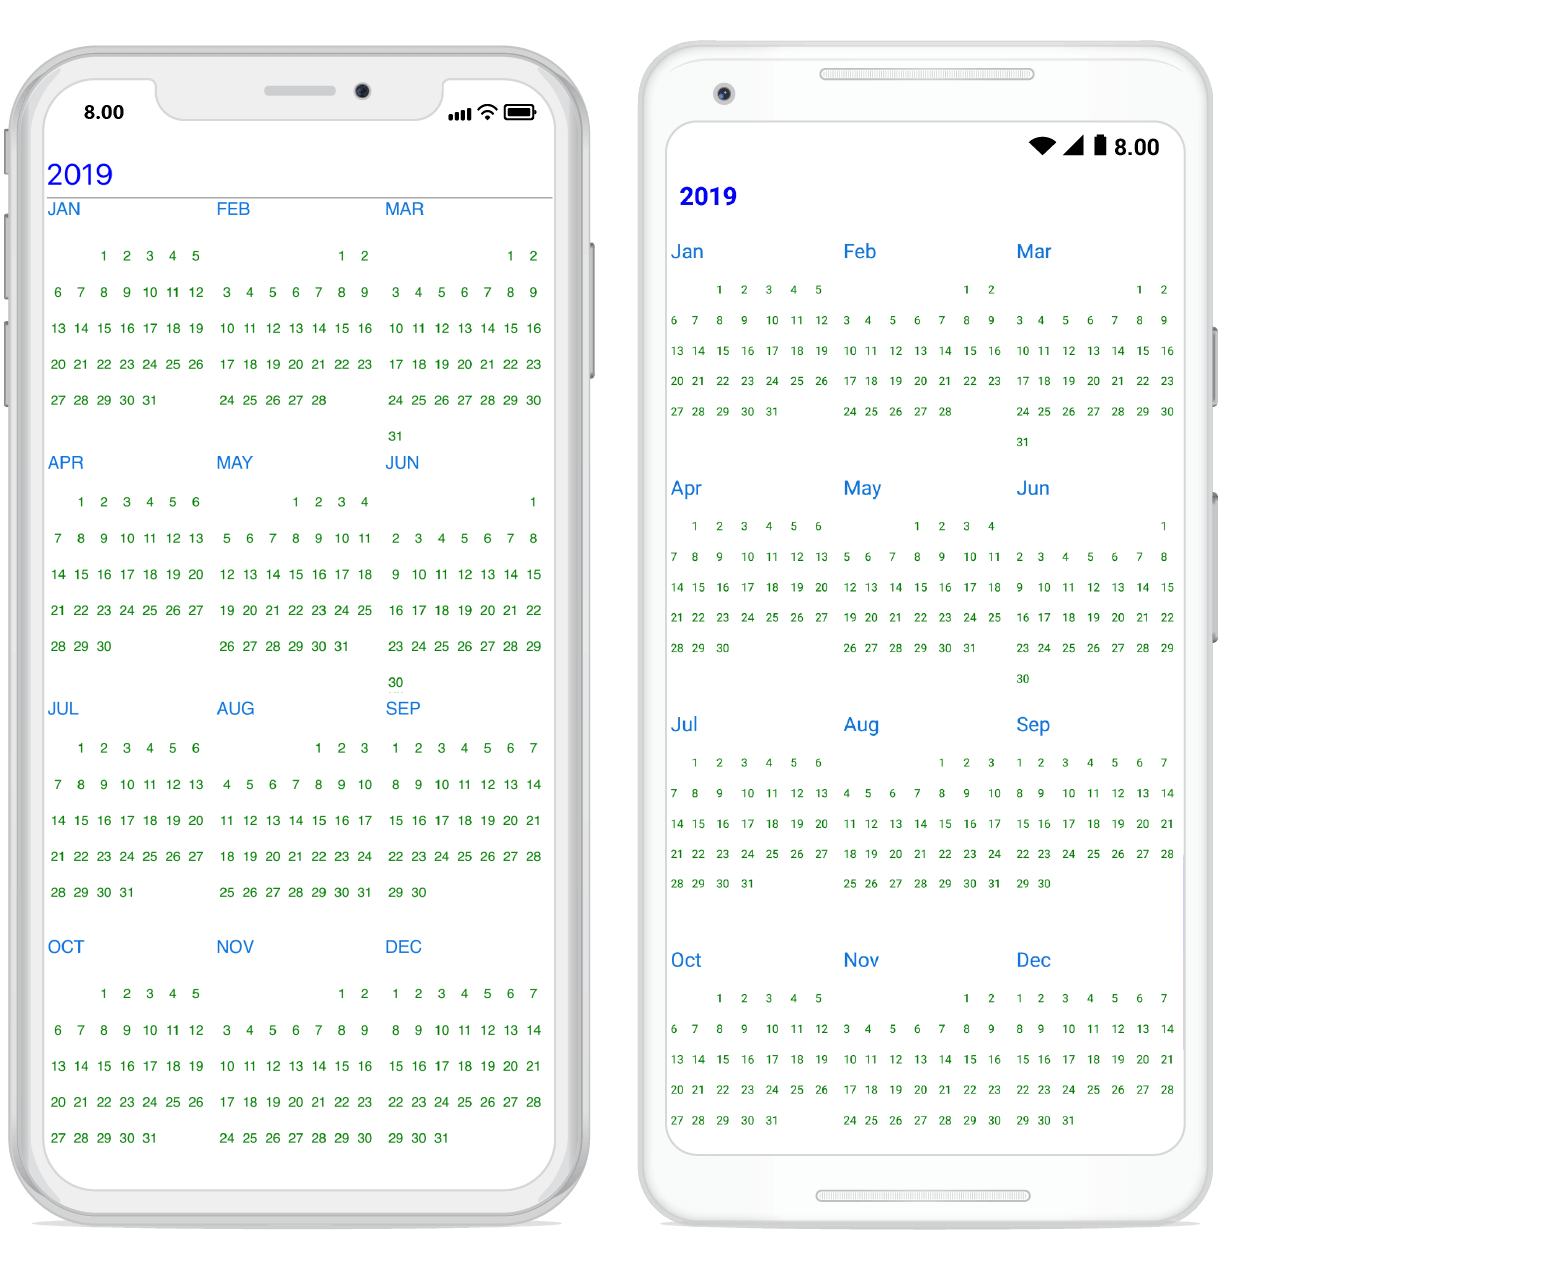 8.00
2019
JAN FEB MAR
1 2 3 4 5 1 2 1 2
6 7 8 9 10 11 12 3 4 5 6 7 8 9 3 4 5 6 7 8 9
13 14 15 16 17 18 19 10 11 12 13 14 15 16 10 11 12 13 14 15 16
20 21 22 23 24 25 26 17 18 19 20 21 22 23 17 18 19 20 21 22 23
27 28 29 30 31 24 25 26 27 28 24 25 26 27 28 29 30
31
APR MAY JUN
1 2 3 4 5 6 1 2 3 4 1
7 8 9 10 11 12 13 5 6 7 8 9 10 11 2 3 4 5 6 7 8
14 15 16 17 18 19 20 12 13 14 15 16 17 18 9 10 11 12 13 14 15
21 22 23 24 25 26 27 19 20 21 22 23 24 25 16 17 18 19 20 21 22
28 29 30 26 27 28 29 30 31 23 24 25 26 27 28 29
30
JUL AUG SEP
1 2 3 4 5 6 1 2 3 1 2 3 4 5 6 7
7 8 9 10 11 12 13 4 5 6 7 8 9 10 8 9 10 11 12 13 14
14 15 16 17 18 19 20 11 12 13 14 15 16 17 15 16 17 18 19 20 21
21 22 23 24 25 26 27 18 19 20 21 22 23 24 22 23 24 25 26 27 28
28 29 30 31 25 26 27 28 29 30 31 29 30
OCT NOV DEC
1 2 3 4 5 1 2 1 2 3 4 5 6 7
6 7 8 9 10 11 12 3 4 5 6 7 8 9 8 9 10 11 12 13 14
13 14 15 16 17 18 19 10 11 12 13 14 15 16 15 16 17 18 19 20 21
20 21 22 23 24 25 26 17 18 19 20 21 22 23 22 23 24 25 26 27 28
27 28 29 30 31 24 25 26 27 28 29 30 29 30 31
8.00
2019
Jan Feb Mar
1 2 3 4 5 1 2 1 2
6 7 8 9 10 11 12 3 4 5 6 7 8 9 3 4 5 6 7 8 9
13 14 15 16 17 18 19 10 11 12 13 14 15 16 10 11 12 13 14 15 16
20 21 22 23 24 25 26 17 18 19 20 21 22 23 17 18 19 20 21 22 23
27 28 29 30 31 24 25 26 27 28 24 25 26 27 28 29 30
31
Apr May Jun
1 2 3 4 5 6 1 2 3 4 1
7 8 9 10 11 12 13 5 6 7 8 9 10 11 2 3 4 5 6 7 8
14 15 16 17 18 19 20 12 13 14 15 16 17 18 9 10 11 12 13 14 15
21 22 23 24 25 26 27 19 20 21 22 23 24 25 16 17 18 19 20 21 22
28 29 30 26 27 28 29 30 31 23 24 25 26 27 28 29
30
Jul Aug Sep
1 2 3 4 5 6 1 2 3 1 2 3 4 5 6 7
7 8 9 10 11 12 13 4 5 6 7 8 9 10 8 9 10 11 12 13 14
14 15 16 17 18 19 20 11 12 13 14 15 16 17 15 16 17 18 19 20 21
21 22 23 24 25 26 27 18 19 20 21 22 23 24 22 23 24 25 26 27 28
28 29 30 31 25 26 27 28 29 30 31 29 30
Oct Nov Dec
1 2 3 4 5 1 2 1 2 3 4 5 6 7
6 7 8 9 10 11 12 3 4 5 6 7 8 9 8 9 10 11 12 13 14
13 14 15 16 17 18 19 10 11 12 13 14 15 16 15 16 17 18 19 20 21
20 21 22 23 24 25 26 17 18 19 20 21 22 23 22 23 24 25 26 27 28
27 28 29 30 31 24 25 26 27 28 29 30 29 30 31